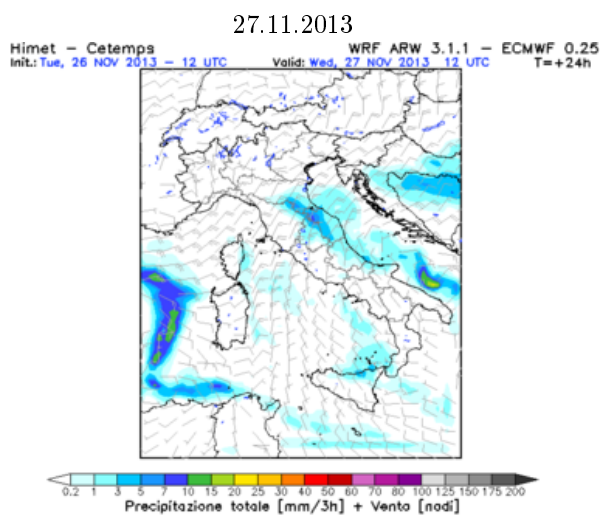 27.11.2013
Himet – Cetemps WRF ARW 3.1.1 – ECMWF 0.25
Init.: Tue, 26 NOV 2013 – 12 UTC Valid: Wed, 27 NOV 2013 12 UTC T=+24h
0.2 1 3 5 7 10 15 20 25 30 40 50 60 70 80 90 100 125 150 175 200
Precipitazione totale [mm/3h] + Vento [nodi]